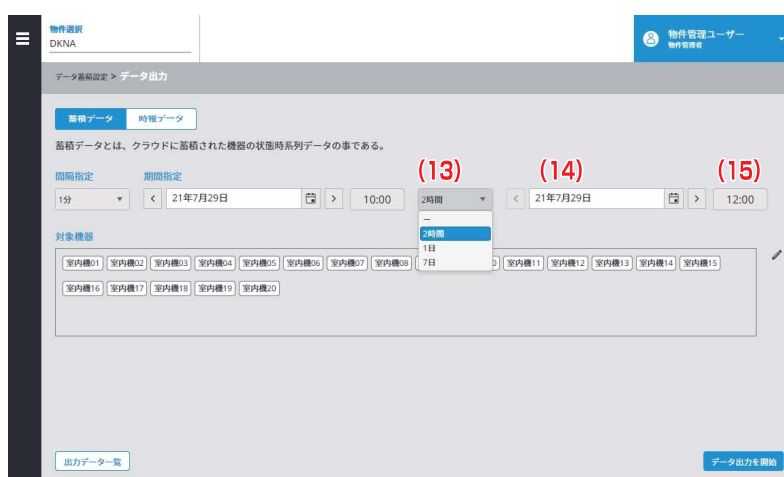 物件選択
DKNA
物件管理ユーザー
物件管理者
データ蓄積設定 > データ出力
蓄積データ 時報データ
蓄積データとは、クラウドに蓄積された機器の状態時系列データの事である。
(13) (14) (15)
間隔指定 期間指定
1分 21年7月29日 10:00 2時間 21年7月29日 12:00
ー
2時間
1日
7日
対象機器
室内機01 室内機02 室内機03 室内機04 室内機05 室内機06 室内機07 室内機08 0 室内機11 室内機12 室内機13 室内機14 室内機15
室内機16 室内機17 室内機18 室内機19 室内機20
出力データ一覧 データ出力を開始